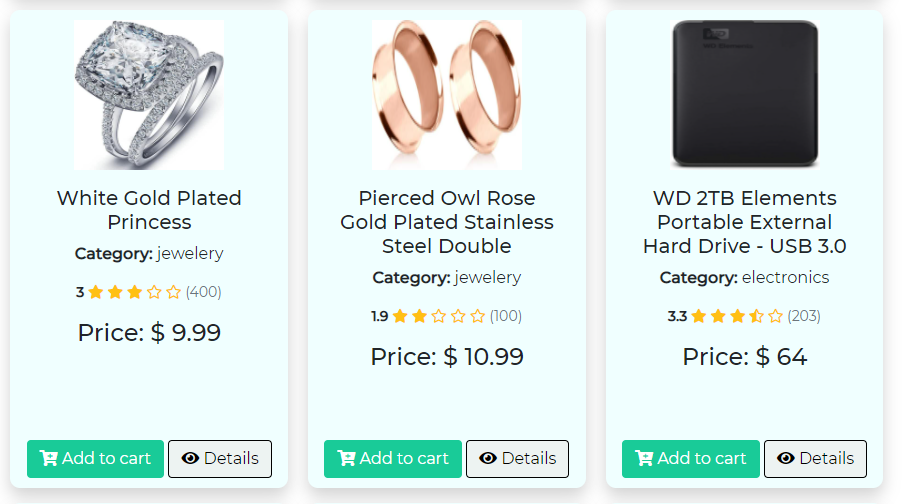 White Gold Plated
Princess
Category: jewelery
3 (400)
Price: $ 9.99
Add to cart
Details
Pierced Owl Rose
Gold Plated Stainless
Steel Double
Category: jewelery
1.9 (100)
Price: $ 10.99
Add to cart
Details
WD
WD 2TB Elements
Portable External
Hard Drive - USB 3.0
Category: electronics
3.3 (203)
Price: $ 64
Add to cart
Details